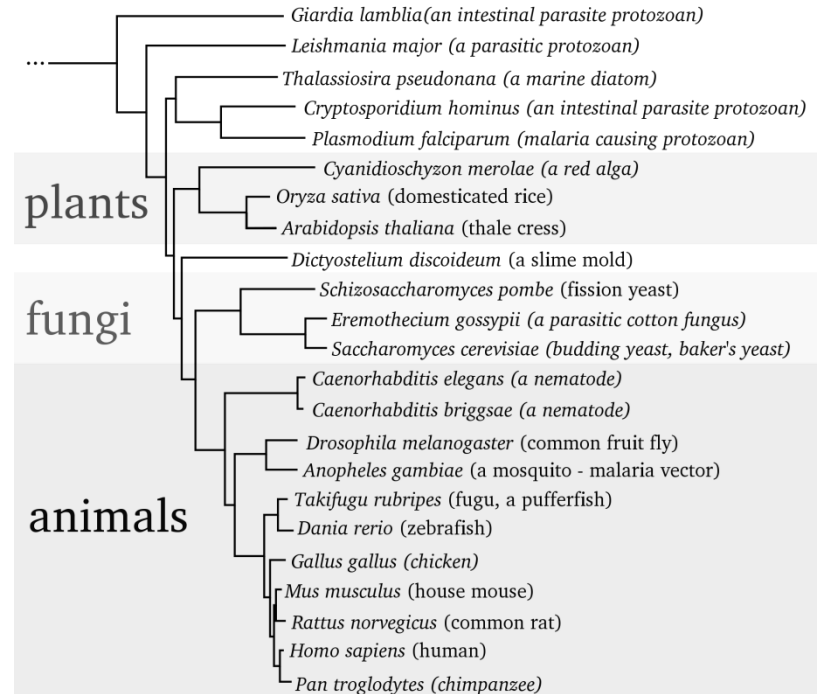 Giardia lamblia(an intestinal parasite protozoan)
Leishmania major (a parasitic protozoan)
...
Thalassiosira pseudonana (a marine diatom)
Cryptosporidium hominus (an intestinal parasite protozoan)
Plasmodium falciparum (malaria causing protozoan)
plants
Cyanidioschyzon merolae (a red alga)
Oryza sativa (domesticated rice)
Arabidopsis thaliana (thale cress)
Dictyostelium discoideum (a slime mold)
fungi
Schizosaccharomyces pombe (fission yeast)
Eremothecium gossypii (a parasitic cotton fungus)
Saccharomyces cerevisiae (budding yeast, baker's yeast)
animals
Caenorhabditis elegans (a nematode)
Caenorhabditis briggsae (a nematode)
Drosophila melanogaster (common fruit fly)
Anopheles gambiae (a mosquito - malaria vector)
Takifugu rubripes (fugu, a pufferfish)
Dania rerio (zebrafish)
Gallus gallus (chicken)
Mus musculus (house mouse)
Rattus norvegicus (common rat)
Homo sapiens (human)
Pan troglodytes (chimpanzee)